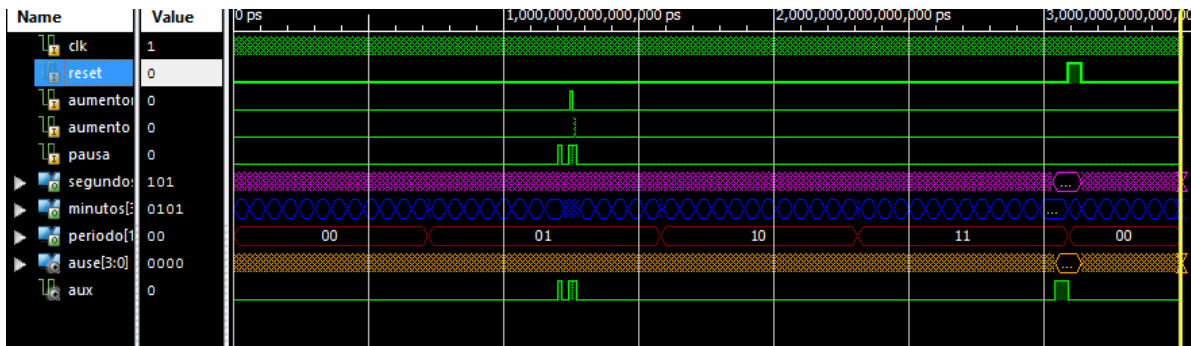 Name Value 0 ps 1,000,000,000,000,000 ps 2,000,000,000,000,000 ps 3,000,000,000,000,
clk 1
reset 0
aumento 0
aumento 0
pausa 0
segundos 101 ...
minutos[3 0101 ...
periodo[1 00 00 01 10 11 00
ause[3:0] 0000 ...
aux 0